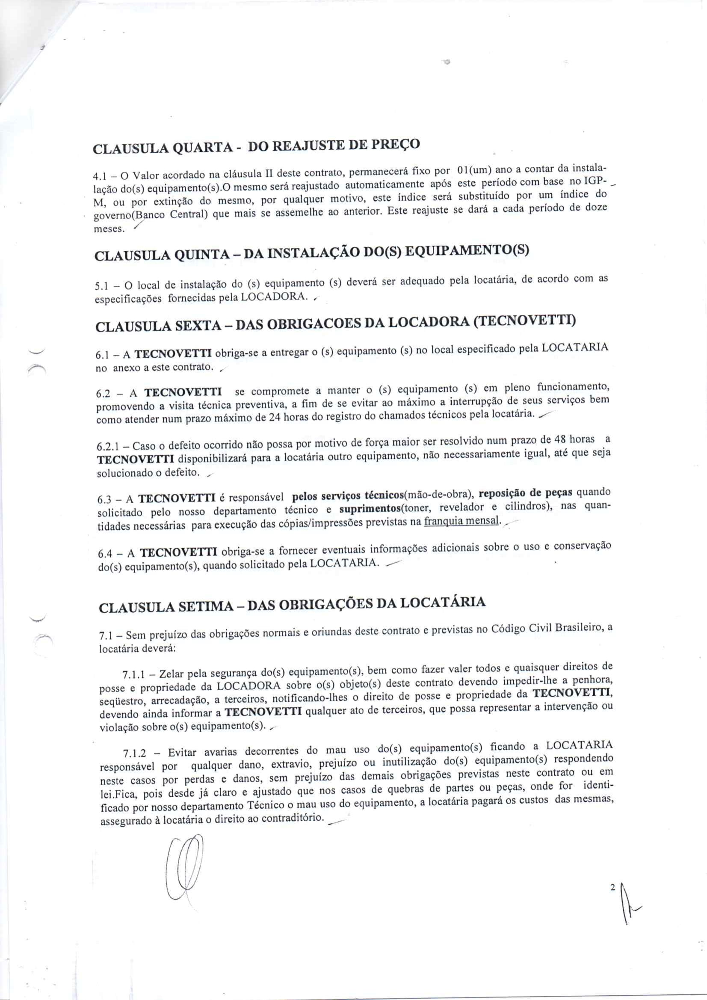 CLAUSULA QUARTA - DO REAJUSTE DE PREÇO
4.1 – O Valor acordado na cláusula II deste contrato, permanecerá fixo por 01(um) ano a contar da instala-
lação do(s) equipamento(s).O mesmo será reajustado automaticamente após este período com base no IGP-
M, ou por extinção do mesmo, por qualquer motivo, este índice será substituído por um índice do
governo(Banco Central) que mais se assemelhe ao anterior. Este reajuste se dará a cada período de doze
meses.
CLAUSULA QUINTA – DA INSTALAÇÃO DO(S) EQUIPAMENTO(S)
5.1 – O local de instalação do (s) equipamento (s) deverá ser adequado pela locatária, de acordo com as
especificações fornecidas pela LOCADORA.
CLAUSULA SEXTA – DAS OBRIGACOES DA LOCADORA (TECNOVETTI)
6.1 – A TECNOVETTI obriga-se a entregar o (s) equipamento (s) no local especificado pela LOCATARIA
no anexo a este contrato.
6.2 – A TECNOVETTI se compromete a manter o (s) equipamento (s) em pleno funcionamento,
promovendo a visita técnica preventiva, a fim de se evitar ao máximo a interrupção de seus serviços bem
como atender num prazo máximo de 24 horas do registro do chamados técnicos pela locatária.
6.2.1 – Caso o defeito ocorrido não possa por motivo de força maior ser resolvido num prazo de 48 horas a
TECNOVETTI disponibilizará para a locatária outro equipamento, não necessariamente igual, até que seja
solucionado o defeito.
6.3 – A TECNOVETTI é responsável pelos serviços técnicos(mão-de-obra), reposição de peças quando
solicitado pelo nosso departamento técnico e suprimentos(toner, revelador e cilindros), nas quan-
tidades necessárias para execução das cópias/impressões previstas na franquia mensal.
6.4 – A TECNOVETTI obriga-se a fornecer eventuais informações adicionais sobre o uso e conservação
do(s) equipamento(s), quando solicitado pela LOCATARIA.
CLAUSULA SETIMA – DAS OBRIGAÇÕES DA LOCATÁRIA
7.1 – Sem prejuízo das obrigações normais e oriundas deste contrato e previstas no Código Civil Brasileiro, a
locatária deverá:
7.1.1 – Zelar pela segurança do(s) equipamento(s), bem como fazer valer todos e quaisquer direitos de
posse e propriedade da LOCADORA sobre o(s) objeto(s) deste contrato devendo impedir-lhe a penhora,
seqüestro, arrecadação, a terceiros, notificando-lhes o direito de posse e propriedade da TECNOVETTI,
devendo ainda informar a TECNOVETTI qualquer ato de terceiros, que possa representar a intervenção ou
violação sobre o(s) equipamento(s).
7.1.2 – Evitar avarias decorrentes do mau uso do(s) equipamento(s) ficando a LOCATARIA
responsável por qualquer dano, extravio, prejuízo ou inutilização do(s) equipamento(s) respondendo
neste casos por perdas e danos, sem prejuízo das demais obrigações previstas neste contrato ou em
lei.Fica, pois desde já claro e ajustado que nos casos de quebras de partes ou peças, onde for identi-
ficado por nosso departamento Técnico o mau uso do equipamento, a locatária pagará os custos das mesmas,
assegurado à locatária o direito ao contraditório.
2